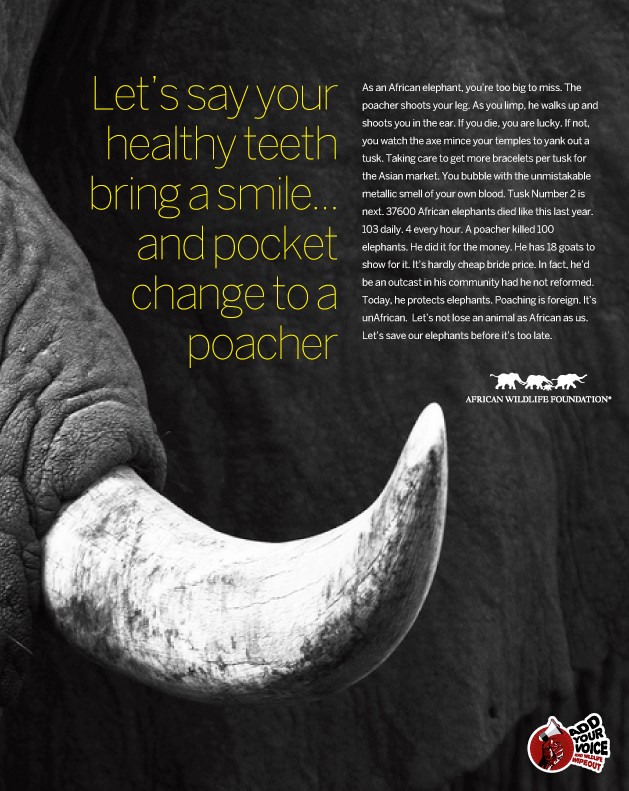 Let's say your
healthy teeth
bring a smile...
and pocket
change to a
poacher
As an African elephant, you're too big to miss. The
poacher shoots your leg. As you limp, he walks up and
shoots you in the ear. If you die, you are lucky. If not,
you watch the axe mince your temples to yank out a
tusk. Taking care to get more bracelets per tusk for
the Asian market. You bubble with the unmistakable
metallic smell of your own blood. Tusk Number 2 is
next. 37600 African elephants died like this last year.
103 daily. 4 every hour. A poacher killed 100
elephants. He did it for the money. He has 18 goats to
show for it. It's hardly cheap bride price. In fact, he'd
be an outcast in his community had he not reformed.
Today, he protects elephants. Poaching is foreign. It's
unAfrican. Let's not lose an animal as African as us.
Let's save our elephants before it's too late.
AFRICAN WILDLIFE FOUNDATION®
ADD
YOUR
VOICE
END WILDLIFE
WIPEOUT